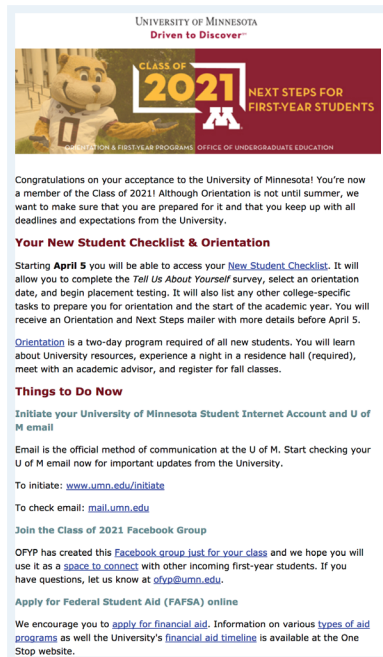 UNIVERSITY OF MINNESOTA
Driven to Discover℠
CLASS OF
2021
M
NEXT STEPS FOR
FIRST-YEAR STUDENTS
ORIENTATION & FIRST-YEAR PROGRAMS OFFICE OF UNDERGRADUATE EDUCATION
Congratulations on your acceptance to the University of Minnesota! You're now
a member of the Class of 2021! Although Orientation is not until summer, we
want to make sure that you are prepared for it and that you keep up with all
deadlines and expectations from the University.
Your New Student Checklist & Orientation
Starting April 5 you will be able to access your New Student Checklist. It will
allow you to complete the Tell Us About Yourself survey, select an orientation
date, and begin placement testing. It will also list any other college-specific
tasks to prepare you for orientation and the start of the academic year. You will
receive an Orientation and Next Steps mailer with more details before April 5.
Orientation is a two-day program required of all new students. You will learn
about University resources, experience a night in a residence hall (required),
meet with an academic advisor, and register for fall classes.
Things to Do Now
Initiate your University of Minnesota Student Internet Account and U of
M email
Email is the official method of communication at the U of M. Start checking your
U of M email now for important updates from the University.
To initiate: www.umn.edu/initiate
To check email: mail.umn.edu
Join the Class of 2021 Facebook Group
OFYP has created this Facebook group just for your class and we hope you will
use it as a space to connect with other incoming first-year students. If you
have questions, let us know at ofyp@umn.edu.
Apply for Federal Student Aid (FAFSA) online
We encourage you to apply for financial aid. Information on various types of aid
programs as well the University's financial aid timeline is available at the One
Stop website.